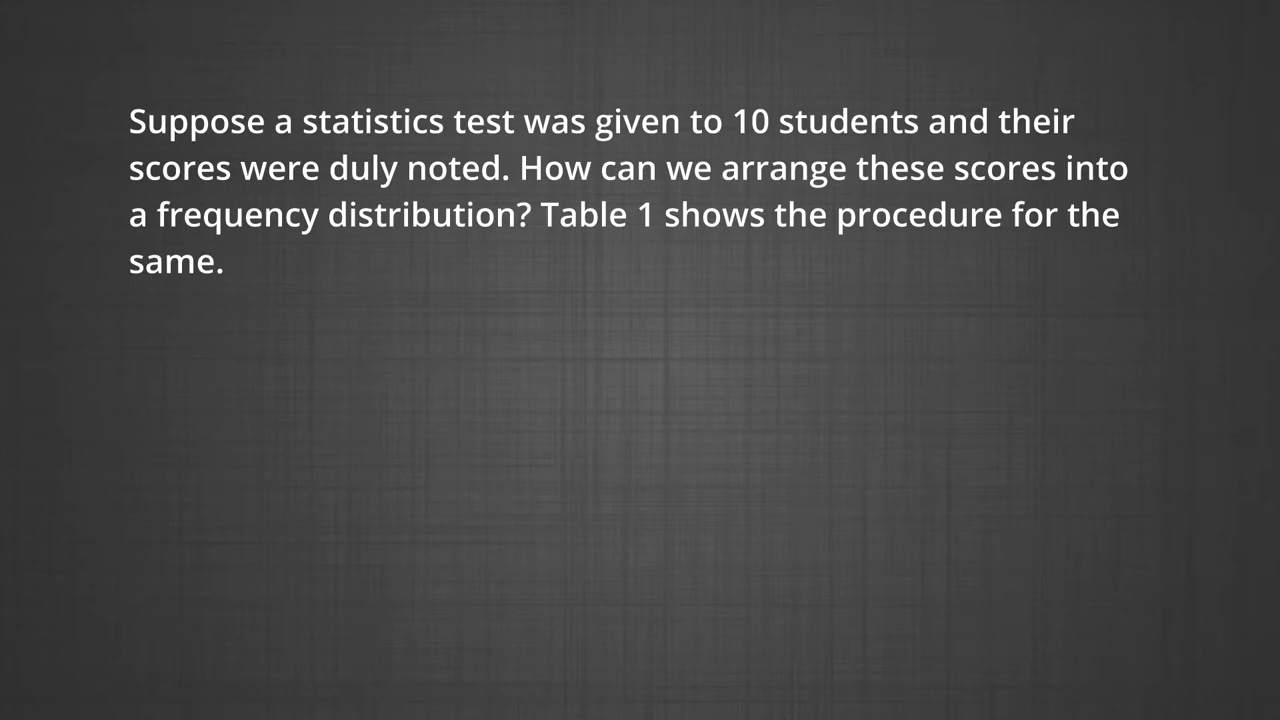 Suppose a statistics test was given to 10 students and their
scores were duly noted. How can we arrange these scores into
a frequency distribution? Table 1 shows the procedure for the
same.